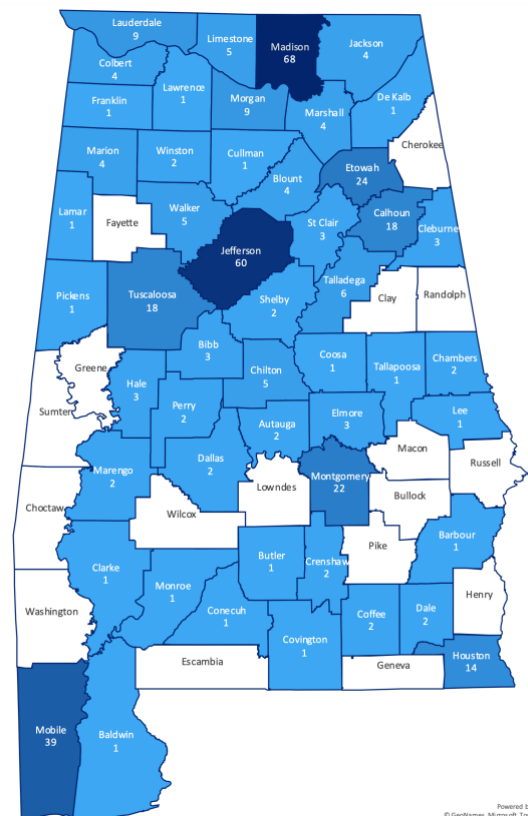 Lauderdale
9
Limestone
5
Madison
68
Jackson
4
Colbert
4
Lawrence
1
Franklin
1
Morgan
9
Marshall
4
De Kalb
1
Cherokee
Marion
4
Winston
2
Cullman
1
Blount
4
Etowah
24
Lamar
1
Fayette
Walker
5
Jefferson
60
St Clair
3
Calhoun
18
Cleburne
3
Pickens
1
Tuscaloosa
18
Shelby
2
Talladega
6
Clay
Randolph
Greene
Bibb
3
Chilton
5
Coosa
1
Tallapoosa
1
Chambers
2
Sumter
Hale
3
Perry
2
Autauga
2
Elmore
3
Lee
1
Macon
Russell
Choctaw
Marengo
2
Dallas
2
Lowndes
Montgomery
22
Bullock
Wilcox
Butler
1
Crenshaw
2
Pike
Barbour
1
Clarke
1
Monroe
1
Conecuh
1
Covington
1
Coffee
2
Dale
2
Henry
Washington
Escambia
Geneva
Houston
14
Mobile
39
Baldwin
1
Powered b
© GeoNames, Microsoft, To